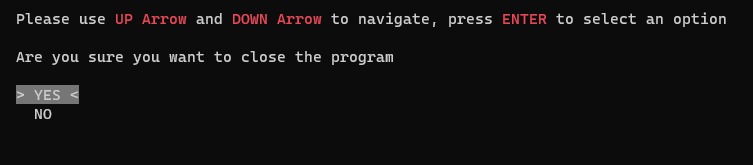 Please use UP Arrow and DOWN Arrow to navigate, press ENTER to select an option
Are you sure you want to close the program
> YES <
NO